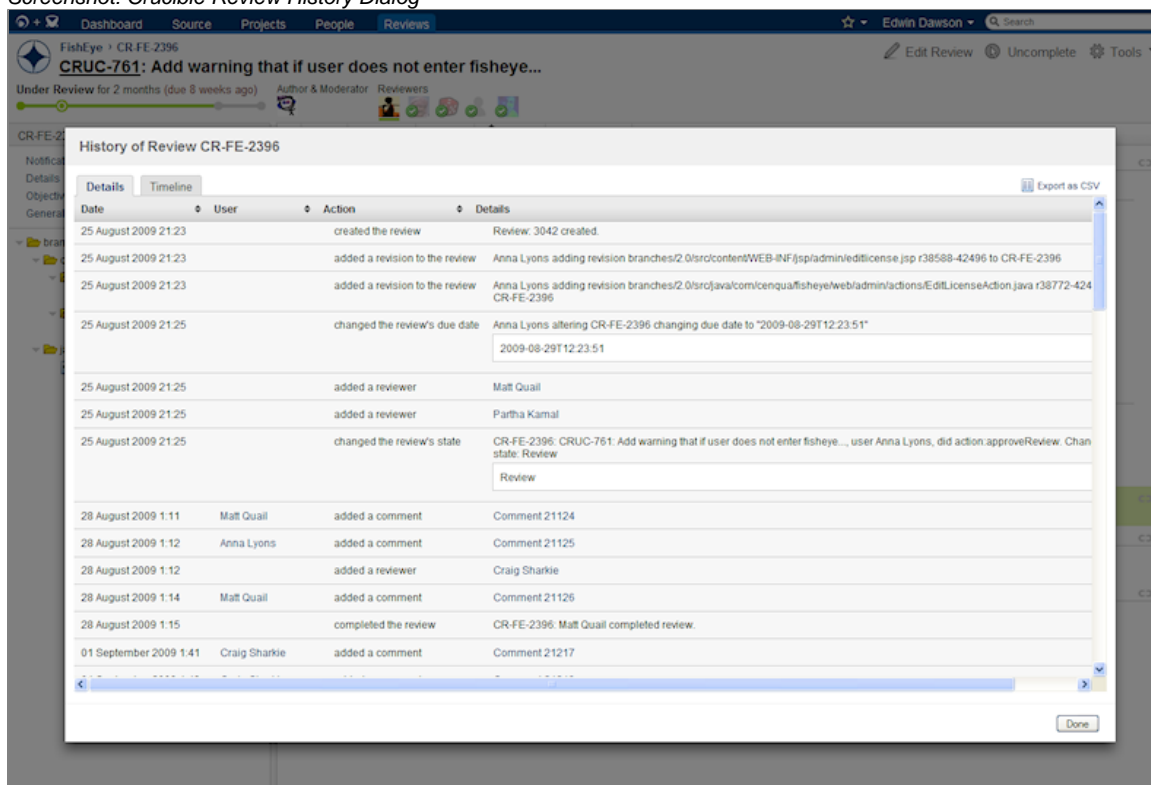 Screenshot: Crucible Review History Dialog
Dashboard Source Projects People Reviews Edwin Dawson Search
FishEye › CR-FE-2396
CRUC-761: Add warning that if user does not enter fisheye...
Edit Review Uncomplete Tools
Under Review for 2 months (due 8 weeks ago) Author & Moderator Reviewers
CR-FE-2
History of Review CR-FE-2396
Notificat
Details
Objectiv
General
bran
Details Timeline Export as CSV
Date User Action Details
25 August 2009 21:23 created the review Review: 3042 created.
25 August 2009 21:23 added a revision to the review Anna Lyons adding revision branches/2.0/src/content/WEB-INF/jsp/admin/editlicense.jsp r38588-42496 to CR-FE-2396
25 August 2009 21:23 added a revision to the review Anna Lyons adding revision branches/2.0/src/java/com/cenqua/fisheye/web/admin/actions/EditLicenseAction.java r38772-424
CR-FE-2396
25 August 2009 21:25 changed the review's due date Anna Lyons altering CR-FE-2396 changing due date to "2009-08-29T12:23:51"
2009-08-29T12:23:51
25 August 2009 21:25 added a reviewer Matt Quail
25 August 2009 21:25 added a reviewer Partha Kamal
25 August 2009 21:25 changed the review's state CR-FE-2396: CRUC-761: Add warning that if user does not enter fisheye..., user Anna Lyons, did action:approveReview. Chan
state: Review
Review
28 August 2009 1:11 Matt Quail added a comment Comment 21124
28 August 2009 1:12 Anna Lyons added a comment Comment 21125
28 August 2009 1:12 added a reviewer Craig Sharkie
28 August 2009 1:14 Matt Quail added a comment Comment 21126
28 August 2009 1:15 completed the review CR-FE-2396: Matt Quail completed review.
01 September 2009 1:41 Craig Sharkie added a comment Comment 21217
Done